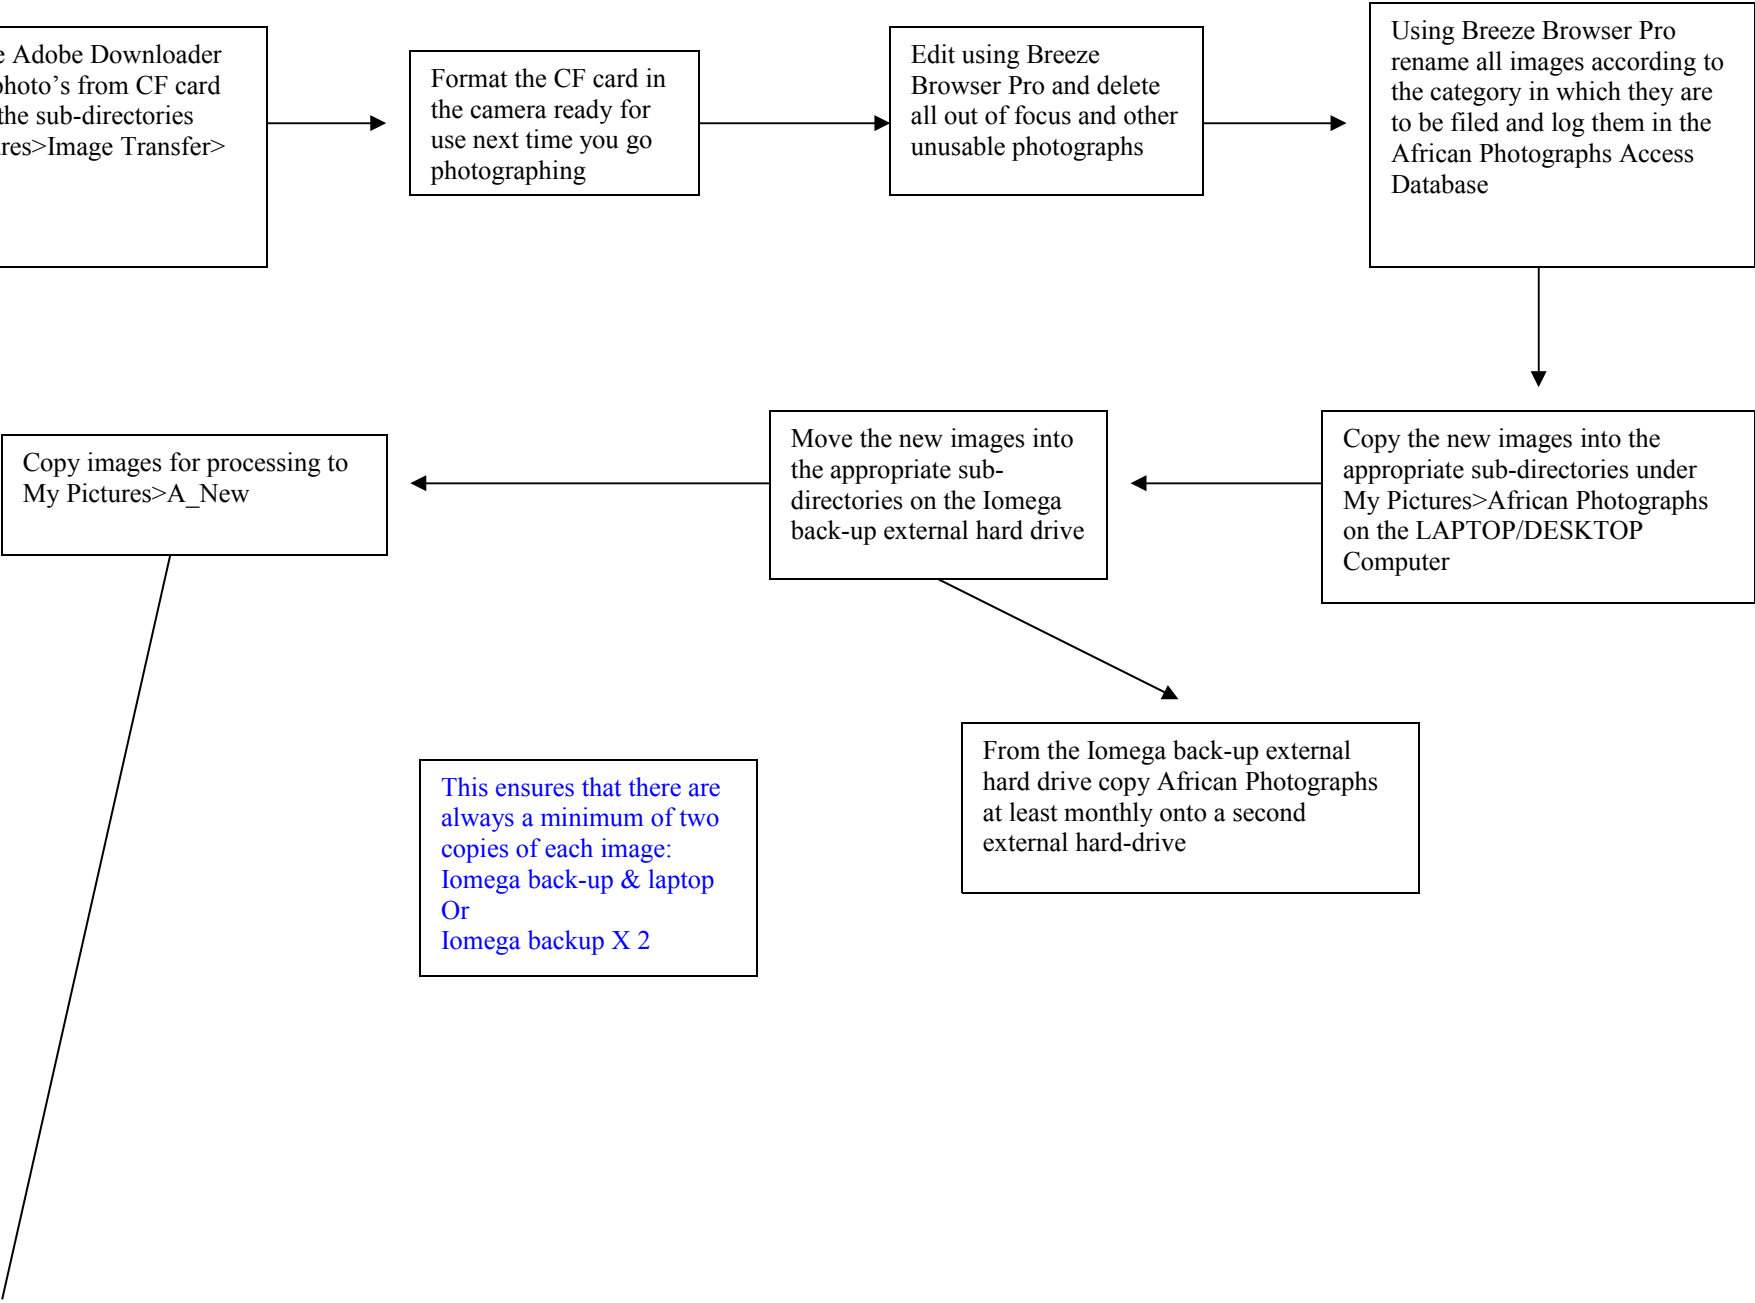 Adobe Downloader
photo's from CF card
the sub-directories
>Image Transfer>
Format the CF card in
the camera ready for
use next time you go
photographing
Edit using Breeze
Browser Pro and delete
all out of focus and other
unusable photographs
Using Breeze Browser Pro
rename all images according to
the category in which they are
to be filed and log them in the
African Photographs Access
Database
Copy images for processing to
My Pictures>A_New
Move the new images into
the appropriate sub-
directories on the Iomega
back-up external hard drive
Copy the new images into the
appropriate sub-directories under
My Pictures>African Photographs
on the LAPTOP/DESKTOP
Computer
This ensures that there are
always a minimum of two
copies of each image:
Iomega back-up & laptop
Or
Iomega backup X 2
From the Iomega back-up external
hard drive copy African Photographs
at least monthly onto a second
external hard-drive